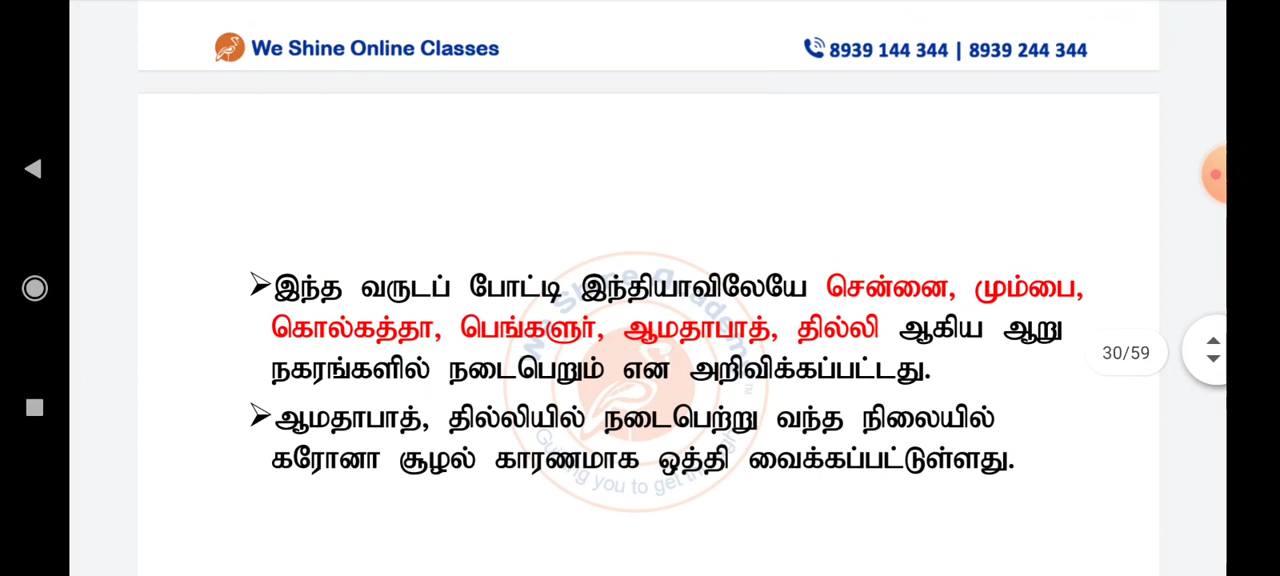 We Shine Online Classes
8939 144 344 | 8939 244 344
➢இந்த வருடப் போட்டி இந்தியாவிலேயே சென்னை, மும்பை,
கொல்கத்தா, பெங்களுர், ஆமதாபாத், தில்லி ஆகிய ஆறு
நகரங்களில் நடைபெறும் என அறிவிக்கப்பட்டது.
30/59
➢ஆமதாபாத், தில்லியில் நடைபெற்று வந்த நிலையில்
கரோனா சூழல் காரணமாக ஒத்தி வைக்கப்பட்டுள்ளது.